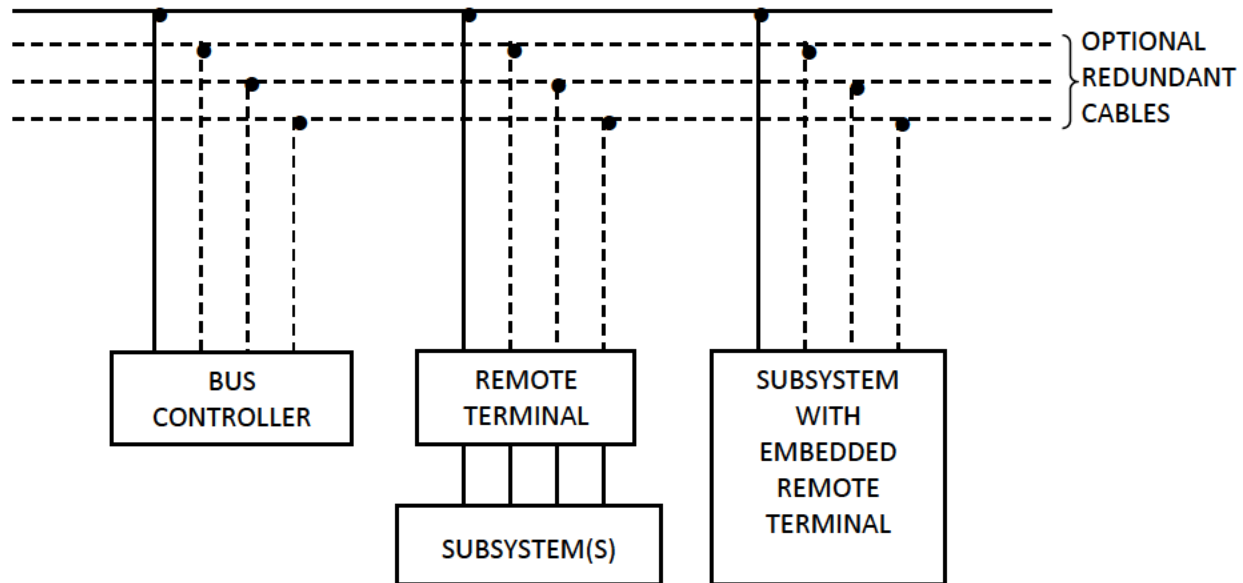 OPTIONAL
REDUNDANT
CABLES
BUS
CONTROLLER
REMOTE
TERMINAL
SUBSYSTEM(S)
SUBSYSTEM
WITH
EMBEDDED
REMOTE
TERMINAL